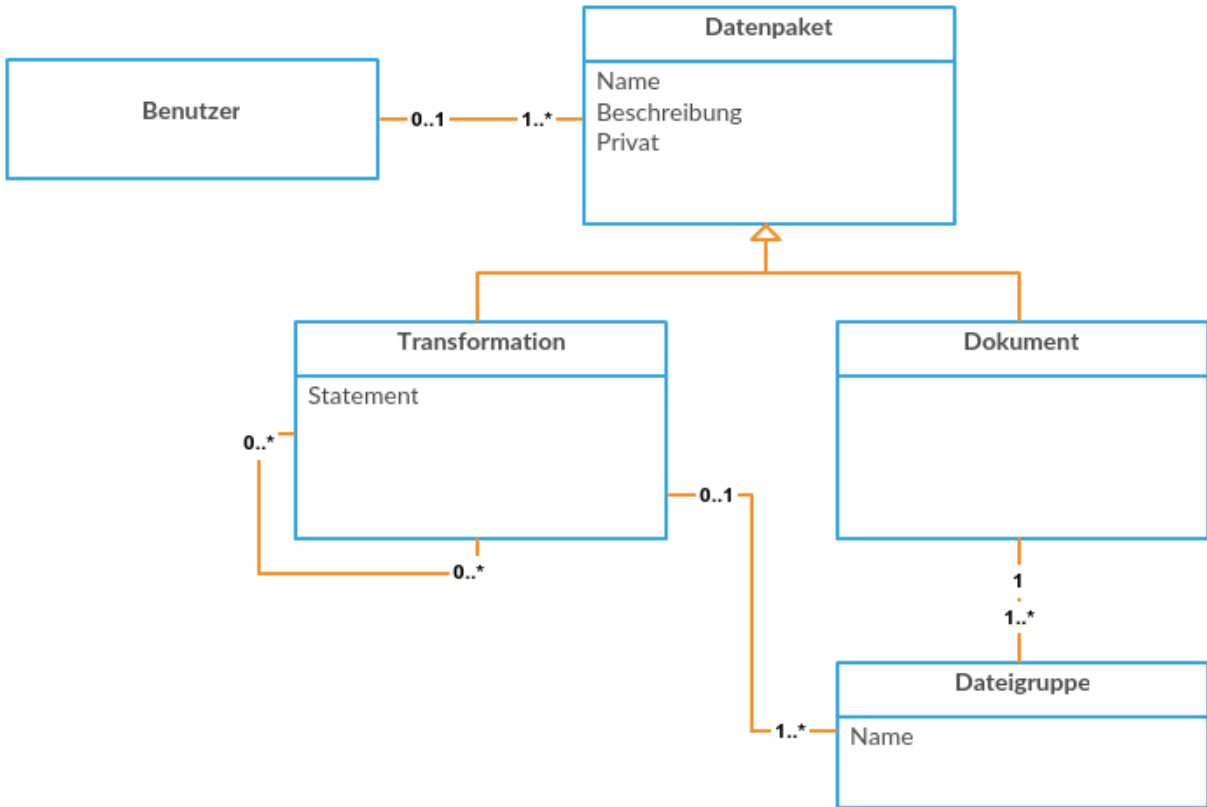 Datenpaket
Name
Beschreibung
Privat
Benutzer
0..1
1..*
Transformation
Statement
Dokument
0..*
0..*
0..1
1
1..*
Dateigruppe
Name
1..*